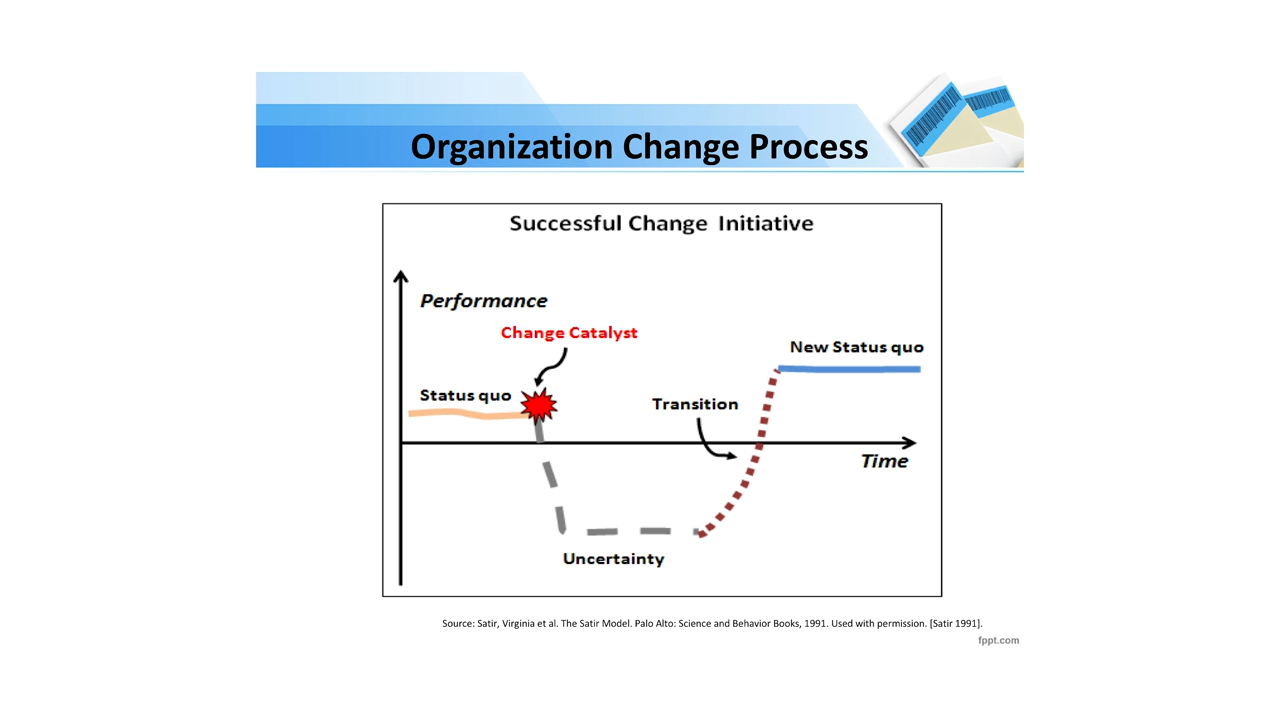 Organization Change Process
Successful Change Initiative
Performance
Change Catalyst
New Status quo
Status quo
Transition
Time
Uncertainty
Source: Satir, Virginia et al. The Satir Model. Palo Alto: Science and Behavior Books, 1991. Used with permission. [Satir 1991].
fppt.com